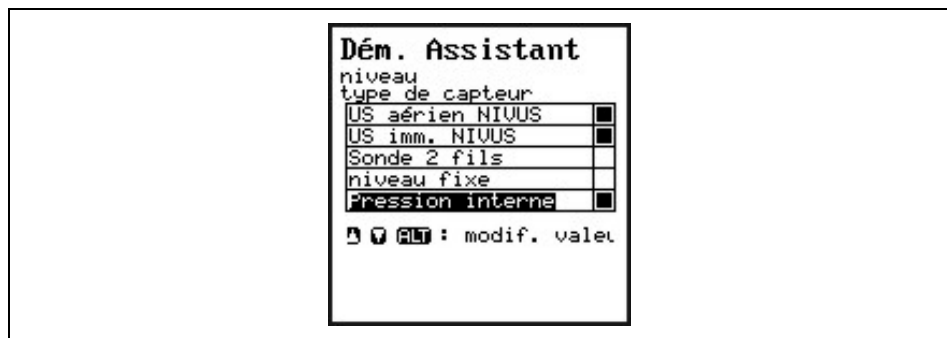 Dém. Assistant
niveau
type de capteur
US aérien NIVUS
US imm. NIVUS
Sonde 2 fils
niveau fixe
Pression interne
ALT : modif. valeu